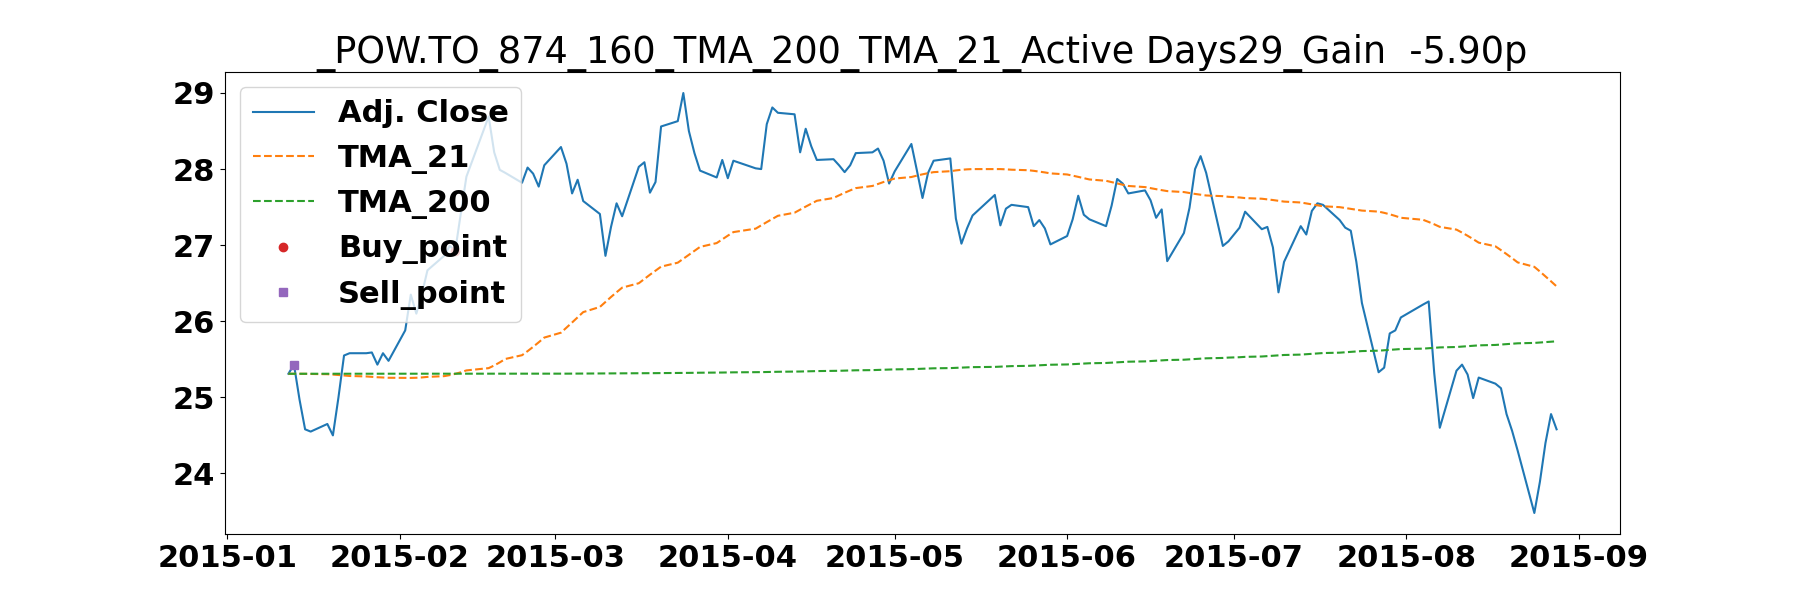 _POW.TO_874_160_TMA_200_TMA_21_Active Days29_Gain  -5.90p
29
28
27
26
25
24
Adj. Close
TMA_21
TMA_200
Buy_point
Sell_point
2015-01 2015-02 2015-03 2015-04 2015-05 2015-06 2015-07 2015-08 2015-09